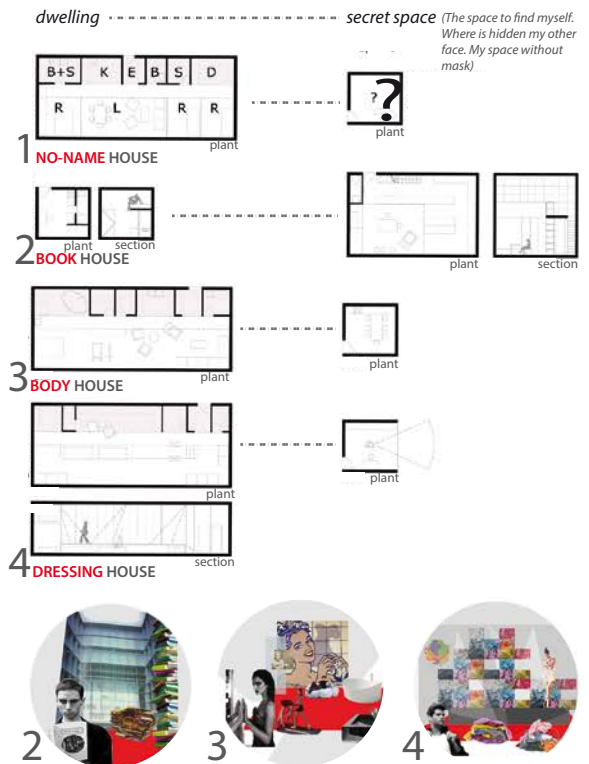 dwelling
secret space (The space to find myself.
Where is hidden my other
face. My space without
mask)
B+S K E B S D
R L R R
plant
?
?
plant
1 NO-NAME HOUSE
plant
section
2 BOOK HOUSE
plant
section
plant
3 BODY HOUSE
plant
plant
section
4 DRESSING HOUSE
plant
2
3
4